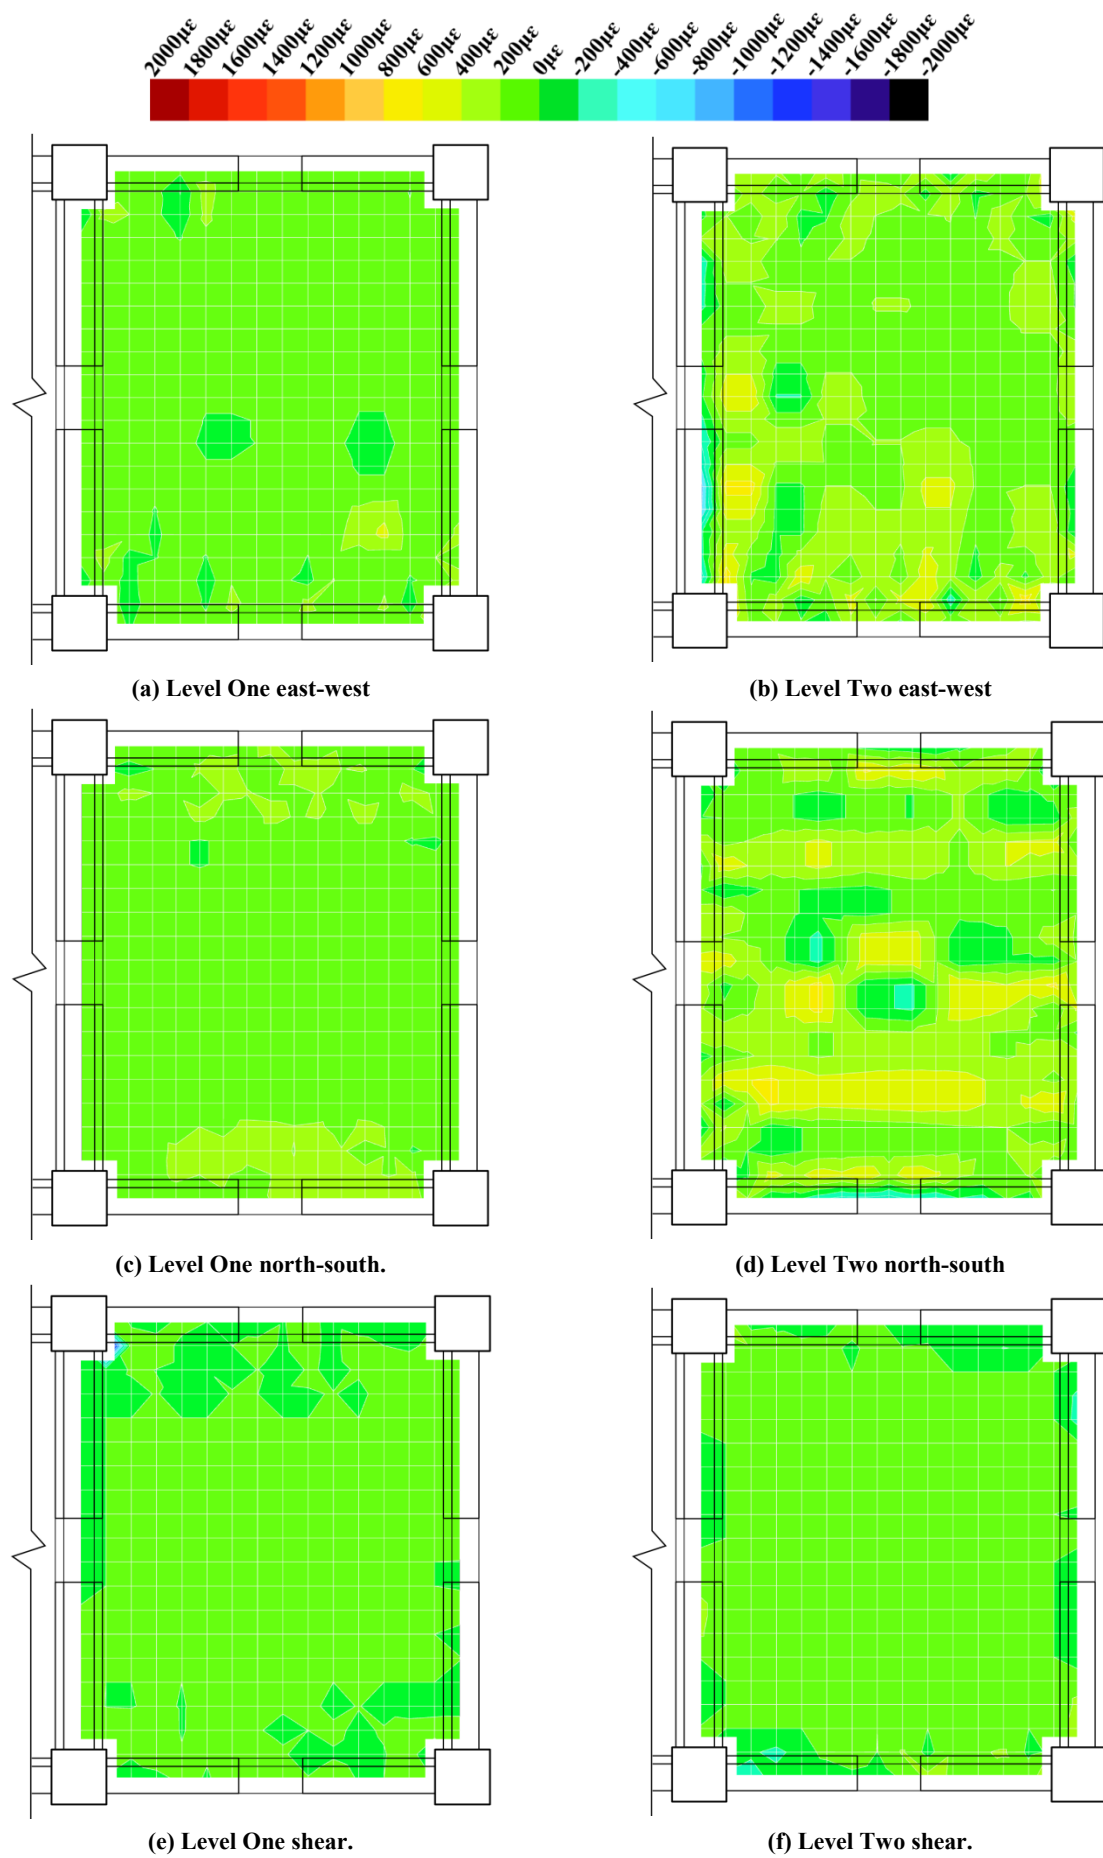 2000με 1800με 1600με 1400με 1200με 1000με 800με 600με 400με 200με 0με -200με -400με -600με -800με -1000με -1200με -1400με -1600με -1800με -2000με
(a) Level One east-west
(b) Level Two east-west
(c) Level One north-south.
(d) Level Two north-south
(e) Level One shear.
(f) Level Two shear.